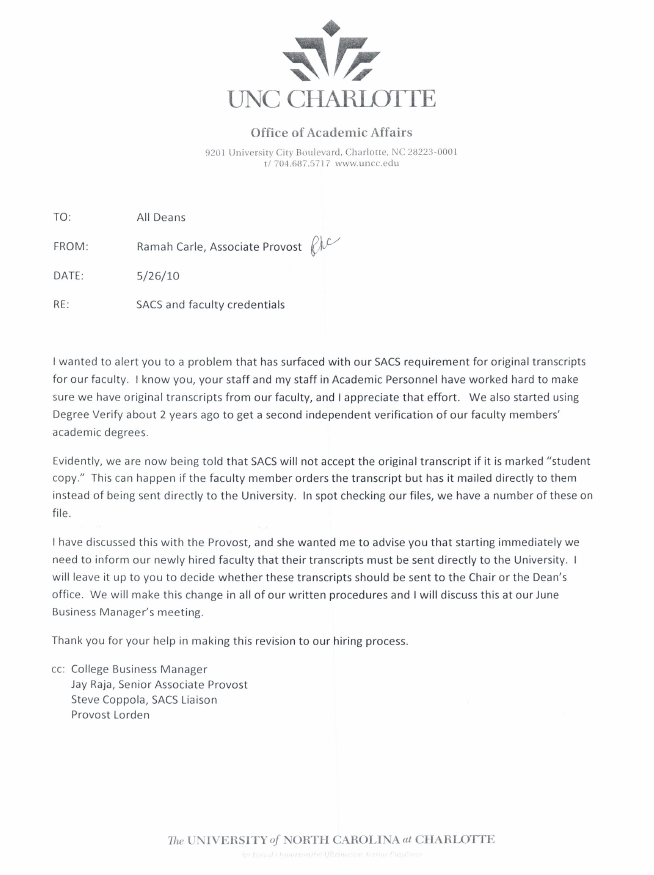 UNC CHARLOTTE
Office of Academic Affairs
9201 University City Boulevard, Charlotte, NC 28223-0001
t/ 704.687.5717 www.uncc.edu
TO: All Deans
FROM: Ramah Carle, Associate Provost
DATE: 5/26/10
RE: SACS and faculty credentials
I wanted to alert you to a problem that has surfaced with our SACS requirement for original transcripts
for our faculty. I know you, your staff and my staff in Academic Personnel have worked hard to make
sure we have original transcripts from our faculty, and I appreciate that effort. We also started using
Degree Verify about 2 years ago to get a second independent verification of our faculty members'
academic degrees.
Evidently, we are now being told that SACS will not accept the original transcript if it is marked "student
copy." This can happen if the faculty member orders the transcript but has it mailed directly to them
instead of being sent directly to the University. In spot checking our files, we have a number of these on
file.
I have discussed this with the Provost, and she wanted me to advise you that starting immediately we
need to inform our newly hired faculty that their transcripts must be sent directly to the University. I
will leave it up to you to decide whether these transcripts should be sent to the Chair or the Dean's
office. We will make this change in all of our written procedures and I will discuss this at our June
Business Manager's meeting.
Thank you for your help in making this revision to our hiring process.
cc: College Business Manager
Jay Raja, Senior Associate Provost
Steve Coppola, SACS Liaison
Provost Lorden
The UNIVERSITY of NORTH CAROLINA at CHARLOTTE